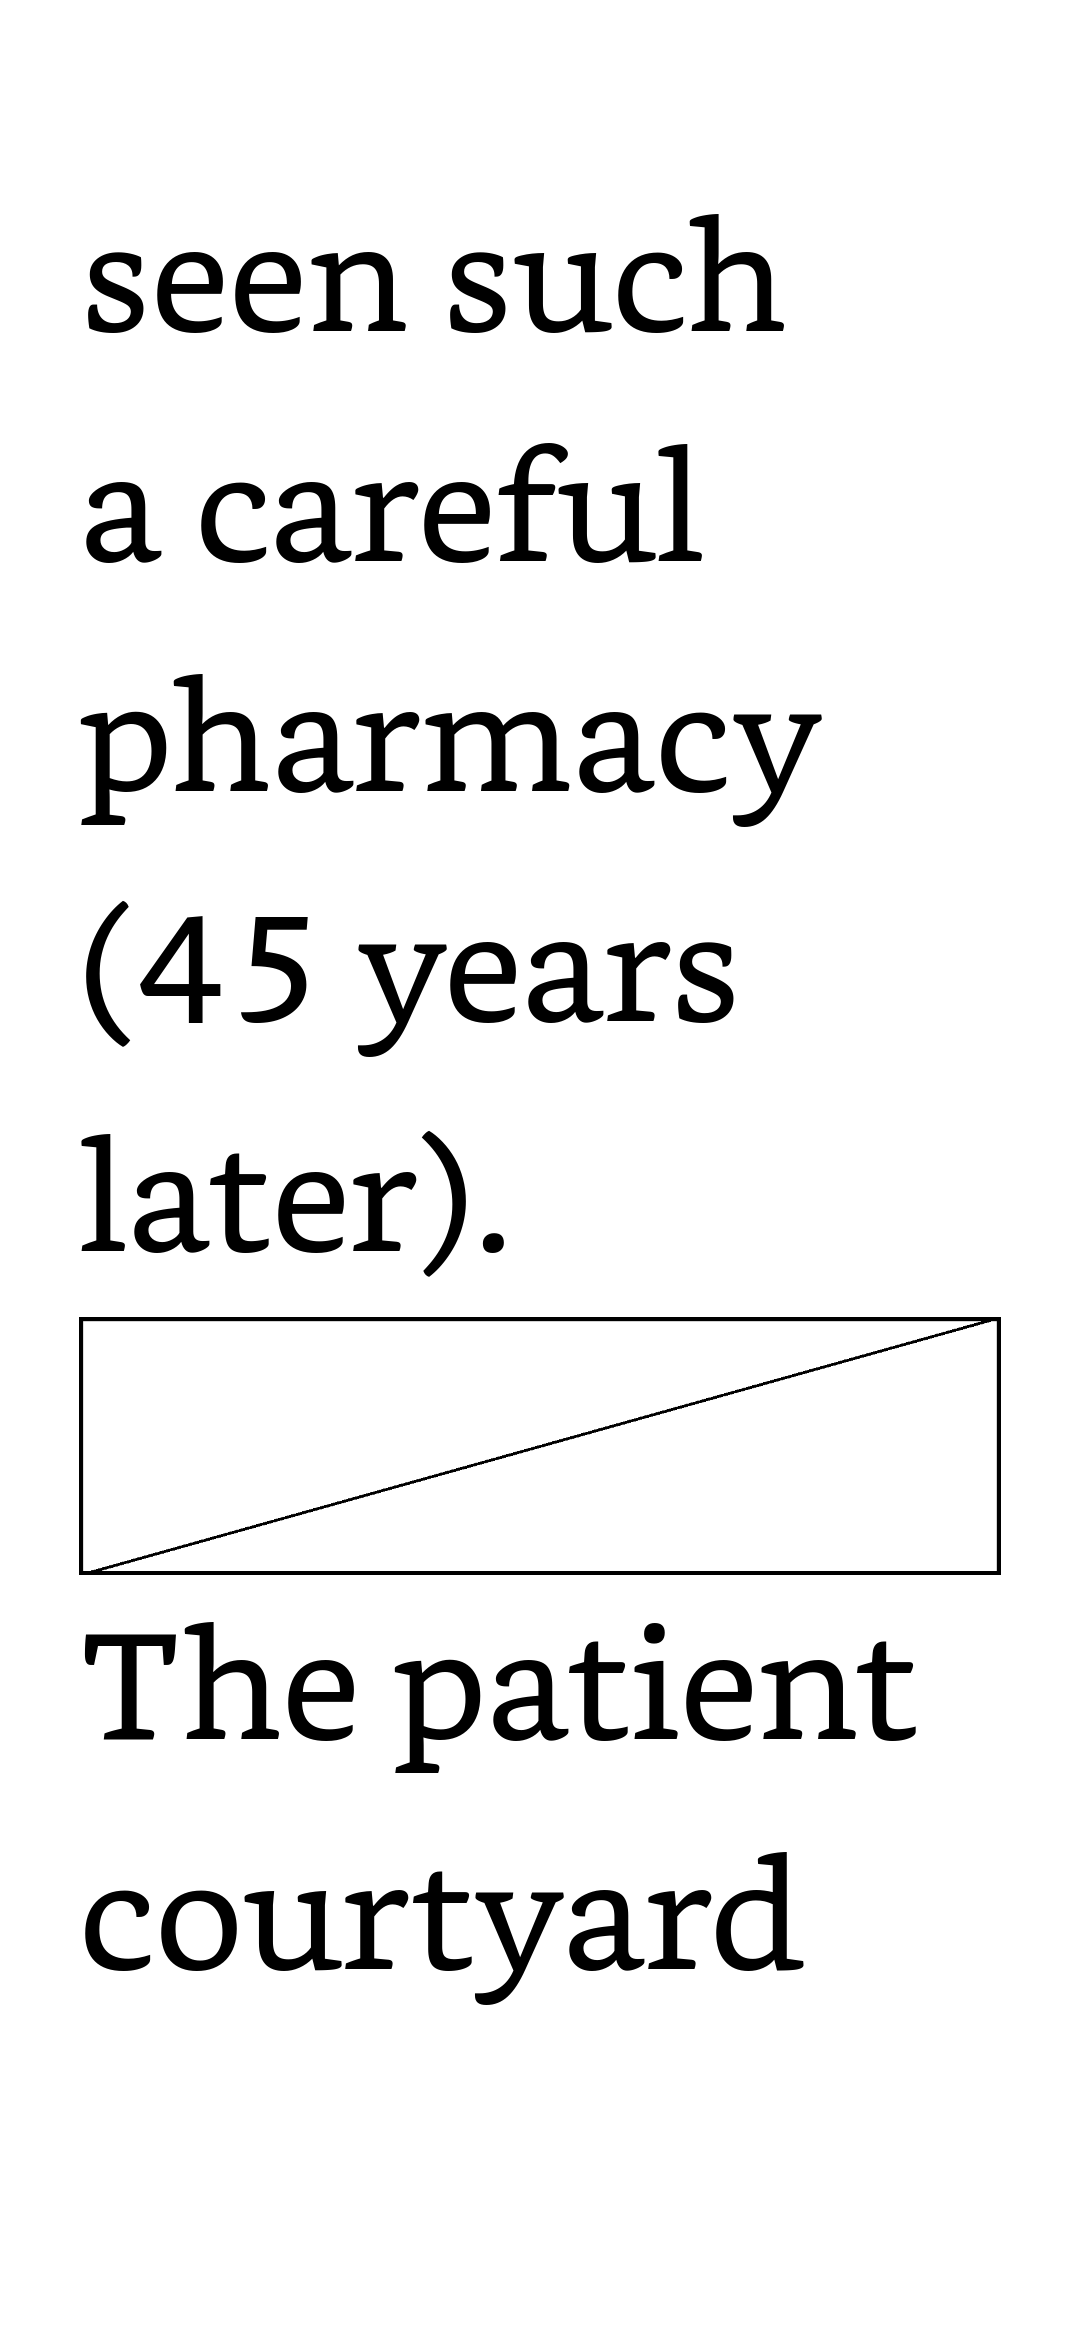 seen such
a careful
pharmacy
(45 years
later).
The patient
courtyard